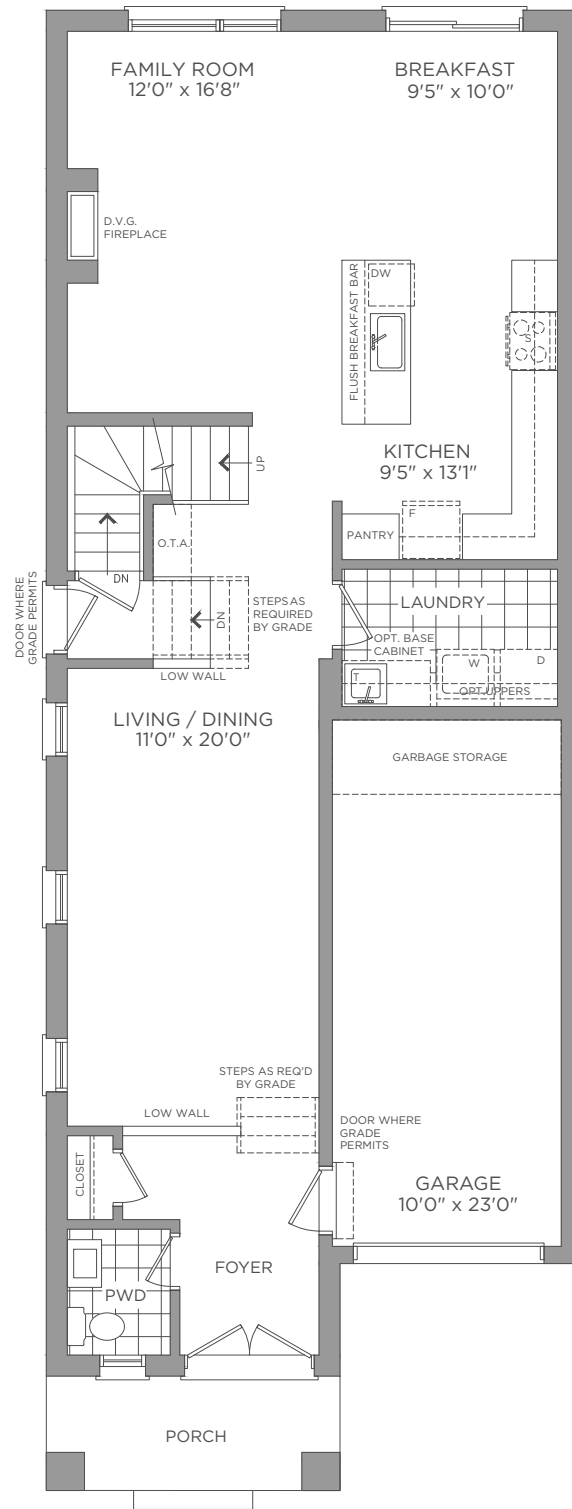 FAMILY ROOM
12'0" x 16'8"
BREAKFAST
9'5" x 10'0"
D.V.G.
FIREPLACE
DW
FLUSH BREAKFAST BAR
S
KITCHEN
9'5" x 13'1"
UP
F
PANTRY
O.T.A.
DN
DOOR WHERE
GRADE PERMITS
DN
STEPS AS
REQUIRED
BY GRADE
LAUNDRY
OPT. BASE
CABINET
W
D
T
OPT.UPPERS
LOW WALL
LIVING / DINING
11'0" x 20'0"
GARBAGE STORAGE
STEPS AS REQ'D
BY GRADE
LOW WALL
DOOR WHERE
GRADE
PERMITS
CLOSET
GARAGE
10'0" x 23'0"
FOYER
PWD
PORCH